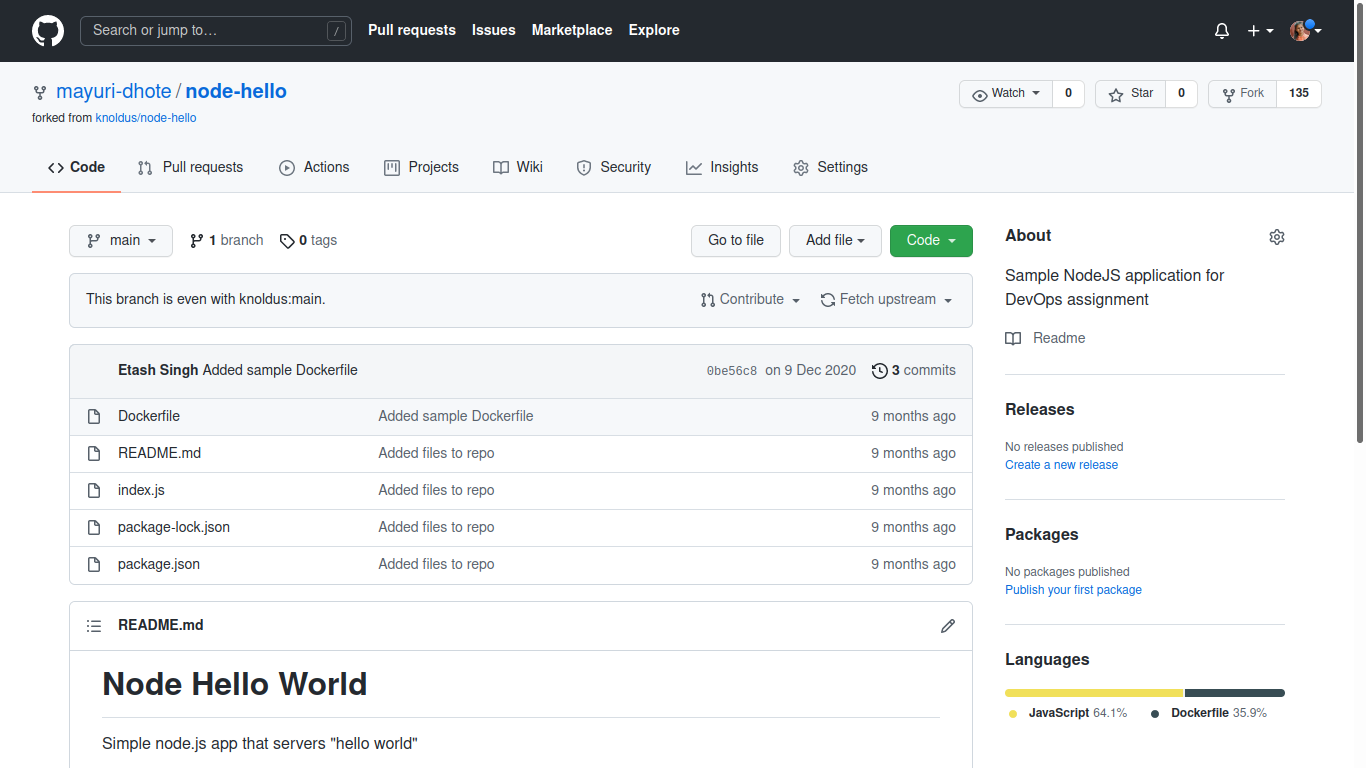 Search or jump to… /
Pull requests Issues Marketplace Explore
mayuri-dhote / node-hello
Watch 0 Star 0 Fork 135
forked from knoldus/node-hello
Code Pull requests Actions Projects Wiki Security Insights Settings
main 1 branch 0 tags Go to file Add file Code
This branch is even with knoldus:main. Contribute Fetch upstream
Etash Singh Added sample Dockerfile 0be56c8 on 9 Dec 2020 3 commits
Dockerfile Added sample Dockerfile 9 months ago
README.md Added files to repo 9 months ago
index.js Added files to repo 9 months ago
package-lock.json Added files to repo 9 months ago
package.json Added files to repo 9 months ago
README.md
Node Hello World
Simple node.js app that servers "hello world"
About
Sample NodeJS application for
DevOps assignment
Readme
Releases
No releases published
Create a new release
Packages
No packages published
Publish your first package
Languages
JavaScript 64.1% Dockerfile 35.9%